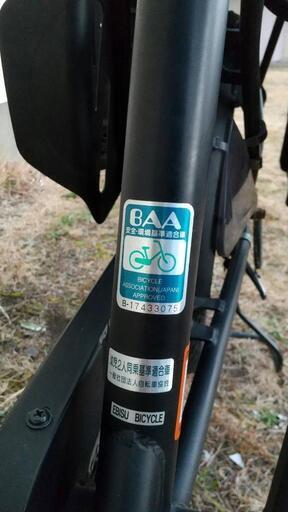 BAA
安全・環境基準適合車
BICYCLE
ASSOCIATION(JAPAN)
APPROVED
B-17433075
幼児2人同乗基準適合車
一般社団法人自転車協会
EBISU BICYCLE